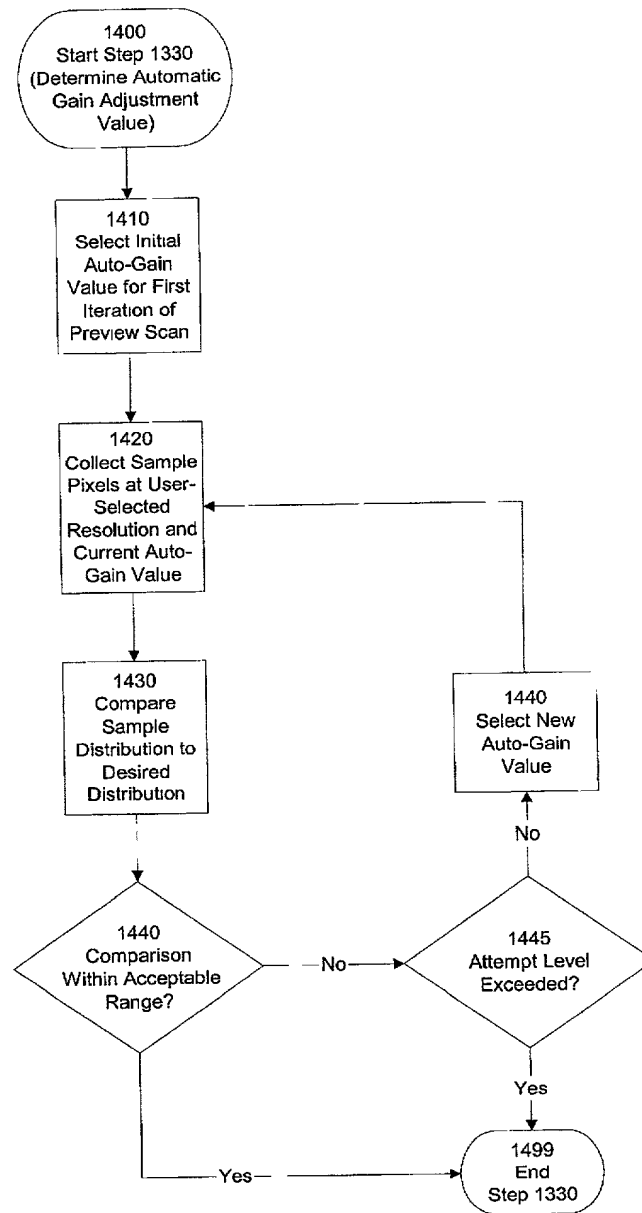 1400
Start Step 1330
(Determine Automatic
Gain Adjustment
Value)
1410
Select Initial
Auto-Gain
Value for First
Iteration of
Preview Scan
1420
Collect Sample
Pixels at User-
Selected
Resolution and
Current Auto-
Gain Value
1430
Compare
Sample
Distribution to
Desired
Distribution
1440
Select New
Auto-Gain
Value
No
1440
Comparison
Within Acceptable
Range?
No
1445
Attempt Level
Exceeded?
Yes
Yes
1499
End
Step 1330